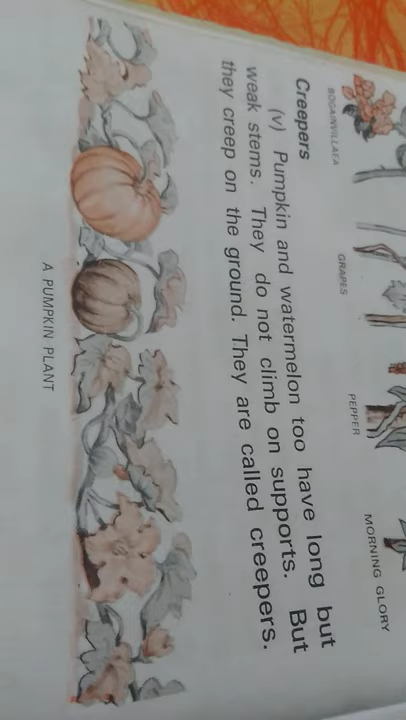 BOGAINVILLAEA
GRAPES
PEPPER
MORNING GLORY
Creepers
(v) Pumpkin and watermelon too have long but
weak stems. They do not climb on supports. But
they creep on the ground. They are called creepers.
A PUMPKIN PLANT